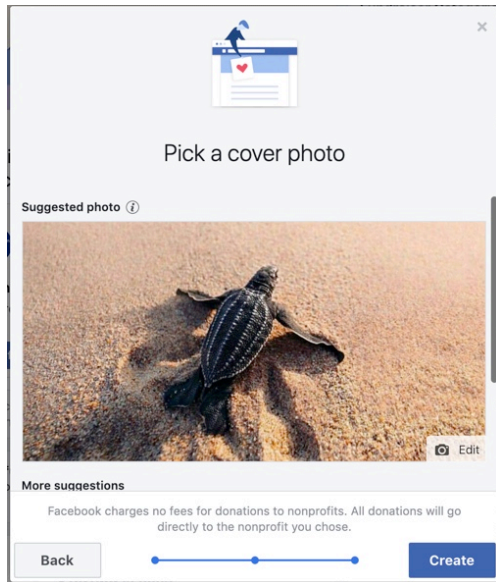 Pick a cover photo
Suggested photo
Edit
More suggestions
Facebook charges no fees for donations to nonprofits. All donations will go
directly to the nonprofit you chose.
Back
Create